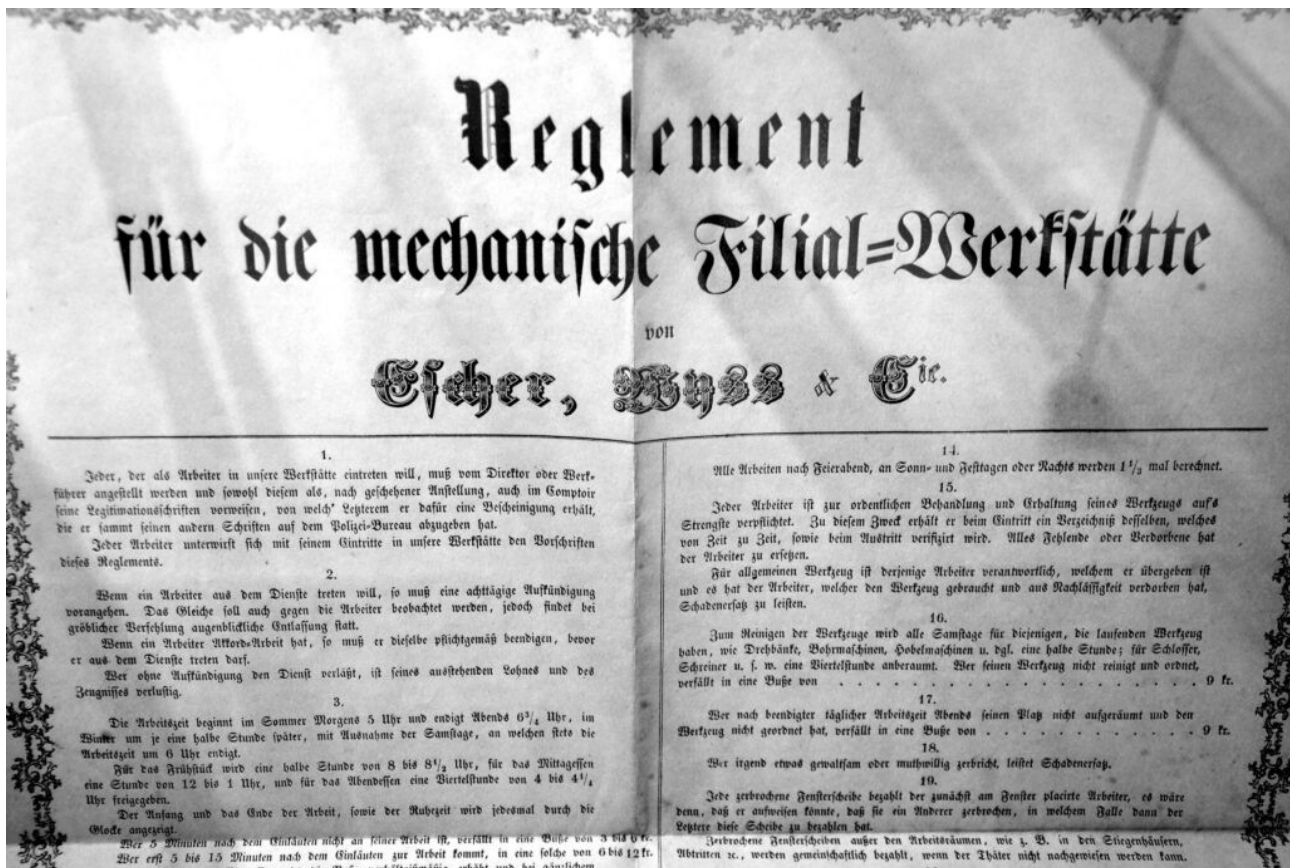 Reglement
für die mechanische Filial=Werkstätte
von
Escher, Wyss & Cie.
1.
Jeder, der als Arbeiter in unsere Werkstätte eintreten will, muß vom Direktor oder Werk-
führer angestellt werden und sowohl diesem als, nach geschehener Anstellung, auch im Comptoir
seine Legitimationsschriften vorweisen, von welch' Letzterem er dafür eine Bescheinigung erhält,
die er sammt seinen andern Schriften auf dem Polizei-Bureau abzugeben hat.
Jeder Arbeiter unterwirft sich mit seinem Eintritte in unsere Werkstätte den Vorschriften
dieses Reglements.
2.
Wenn ein Arbeiter aus dem Dienste treten will, so muß eine achttägige Aufkündigung
vorangehen. Das Gleiche soll auch gegen die Arbeiter beobachtet werden, jedoch findet bei
gröblicher Verfehlung augenblickliche Entlassung statt.
Wenn ein Arbeiter Akkord-Arbeit hat, so muß er dieselbe pflichtgemäß beendigen, bevor
er aus dem Dienste treten darf.
Wer ohne Aufkündigung den Dienst verläßt, ist seines ausstehenden Lohnes und des
Zeugnisses verlustig.
3.
Die Arbeitszeit beginnt im Sommer Morgens 5 Uhr und endigt Abends 6¾ Uhr, im
Winter um je eine halbe Stunde später, mit Ausnahme der Samstage, an welchen stets die
Arbeitszeit um 6 Uhr endigt.
Für das Frühstück wird eine halbe Stunde von 8 bis 8½ Uhr, für das Mittagessen
eine Stunde von 12 bis 1 Uhr, und für das Abendessen eine Viertelstunde von 4 bis 4¼
Uhr freigegeben.
Der Anfang und das Ende der Arbeit, sowie der Ruhezeit wird jedesmal durch die
Glocke angezeigt.
Wer 5 Minuten nach dem Einläuten nicht an seiner Arbeit ist, verfällt in eine Buße von 3 bis 6 kr.
Wer erst 5 bis 15 Minuten nach dem Einläuten zur Arbeit kommt, in eine solche von 6 bis 12 kr.
14.
Alle Arbeiten nach Feierabend, an Sonn- und Festtagen oder Nachts werden 1⅓ mal berechnet.
15.
Jeder Arbeiter ist zur ordentlichen Behandlung und Erhaltung seines Werkzeugs auf's
Strengste verpflichtet. Zu diesem Zweck erhält er beim Eintritt ein Verzeichniß desselben, welches
von Zeit zu Zeit, sowie beim Austritt verifizirt wird. Alles Fehlende oder Verdorbene hat
der Arbeiter zu ersetzen.
Für allgemeinen Werkzeug ist derjenige Arbeiter verantwortlich, welchem er übergeben ist
und es hat der Arbeiter, welcher den Werkzeug gebraucht und aus Nachlässigkeit verdorben hat,
Schadenersatz zu leisten.
16.
Zum Reinigen der Werkzeuge wird alle Samstage für diejenigen, die laufenden Werkzeug
haben, wie Drehbänke, Bohrmaschinen, Hobelmaschinen u. dgl. eine halbe Stunde; für Schlosser,
Schreiner u. s. w. eine Viertelstunde anberaumt. Wer seinen Werkzeug nicht reinigt und ordnet,
verfällt in eine Buße von . . . . . . . . . . . . . . . . . . . . 9 kr.
17.
Wer nach beendigter täglicher Arbeitszeit Abends seinen Platz nicht aufgeräumt und den
Werkzeug nicht geordnet hat, verfällt in eine Buße von . . . . . . . . . . . 9 kr.
18.
Wer irgend etwas gewaltsam oder muthwillig zerbricht, leistet Schadenersatz.
19.
Jede zerbrochene Fensterscheibe bezahlt der zunächst am Fenster placirte Arbeiter, es wäre
denn, daß er aufweisen könnte, daß sie ein Anderer zerbrochen, in welchem Falle dann der
Letztere diese Scheibe zu bezahlen hat.
Zerbrochene Fensterscheiben außer den Arbeitsräumen, wie z. B. in den Stiegenhäusern,
Abtritten ꝛc., werden gemeinschaftlich bezahlt, wenn der Thäter nicht nachgewiesen werden kann.